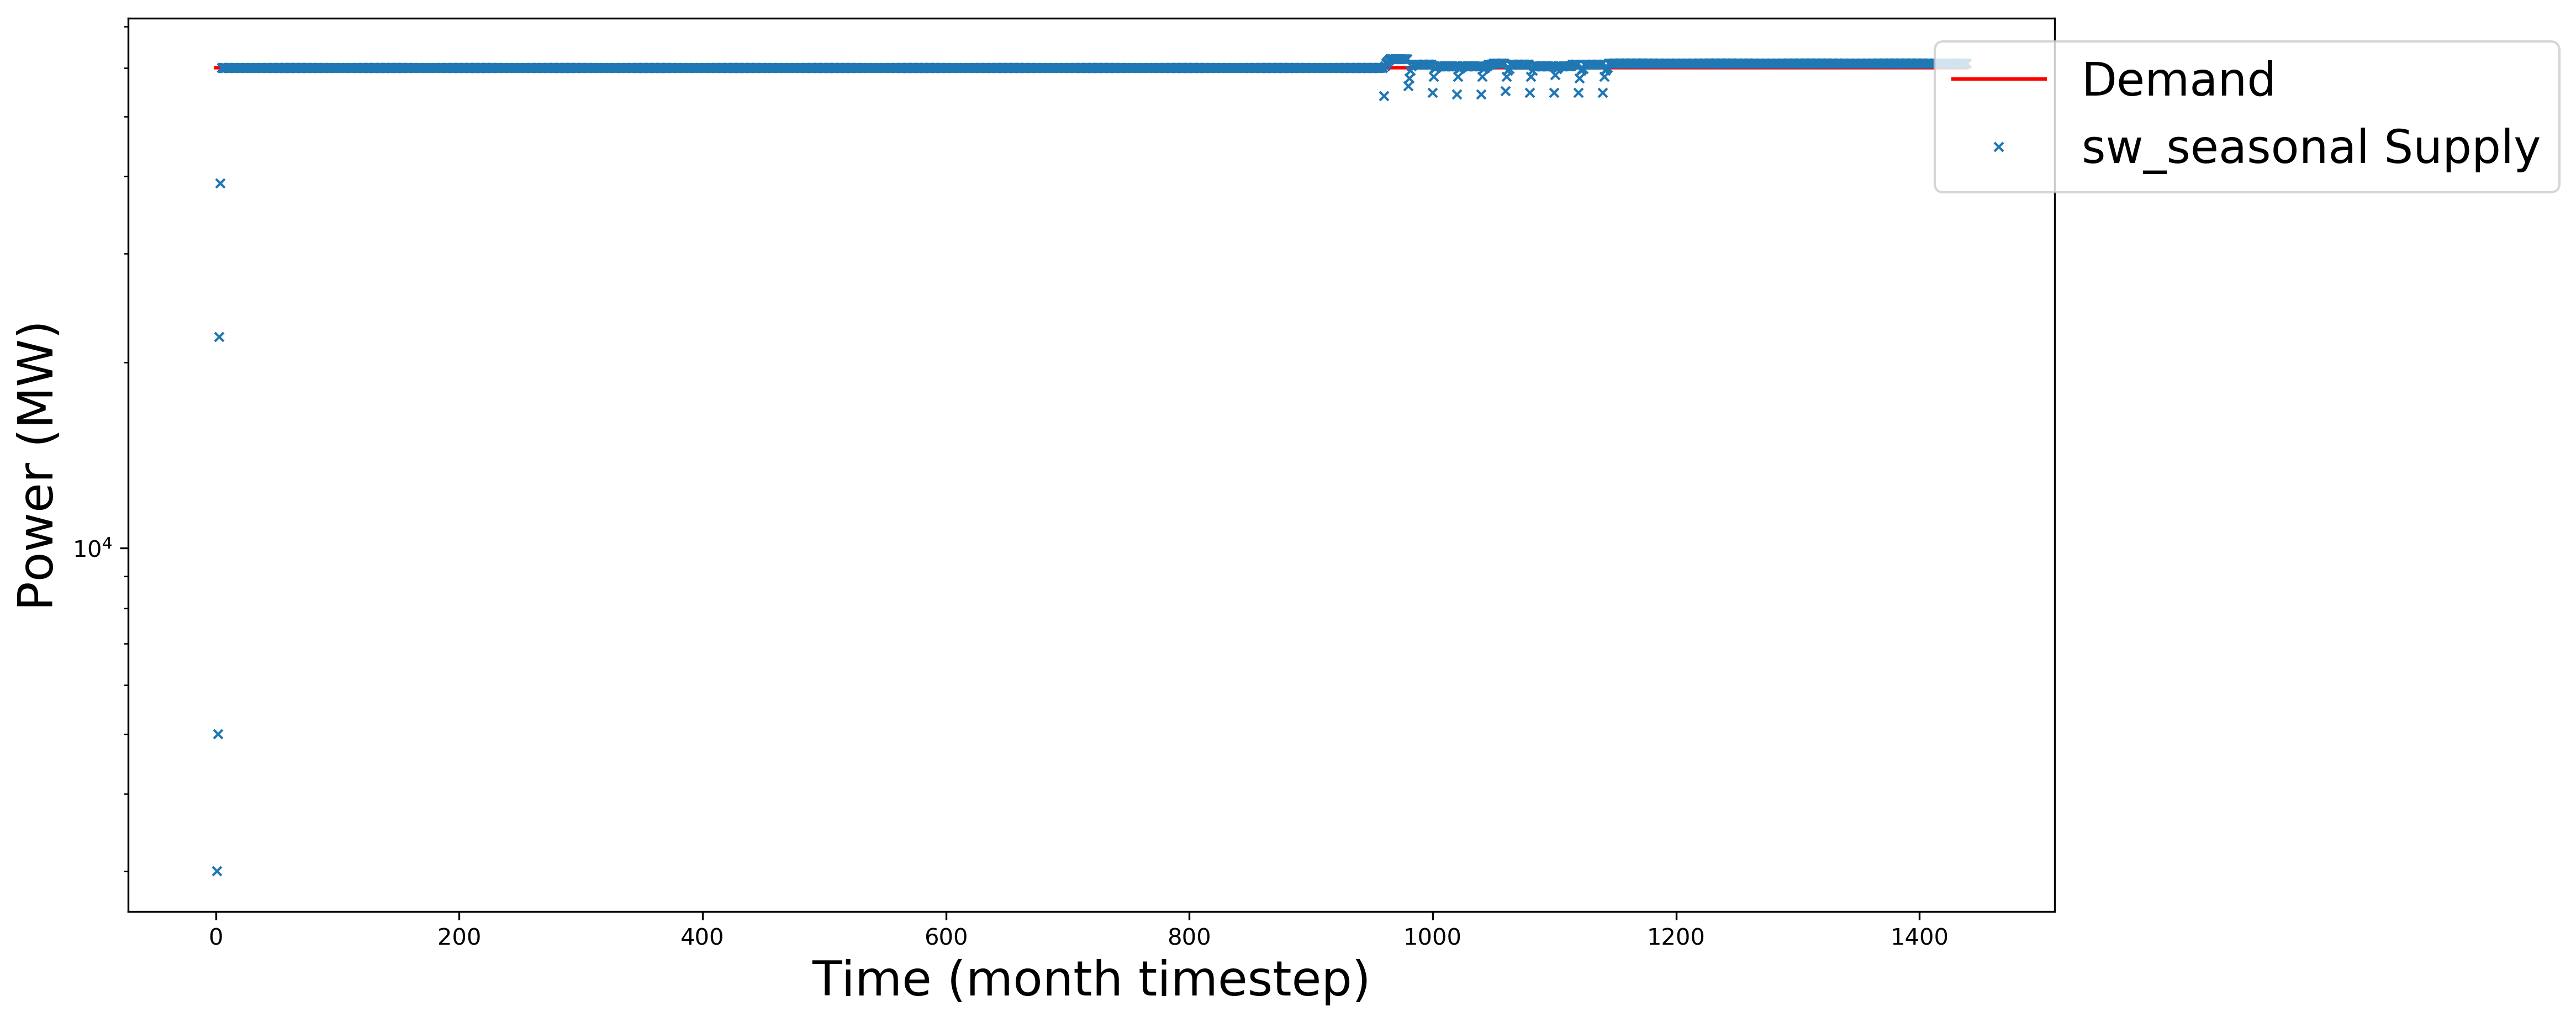 Demand
sw_seasonal Supply
Power (MW)
10⁴
0 200 400 600 800 1000 1200 1400
Time (month timestep)